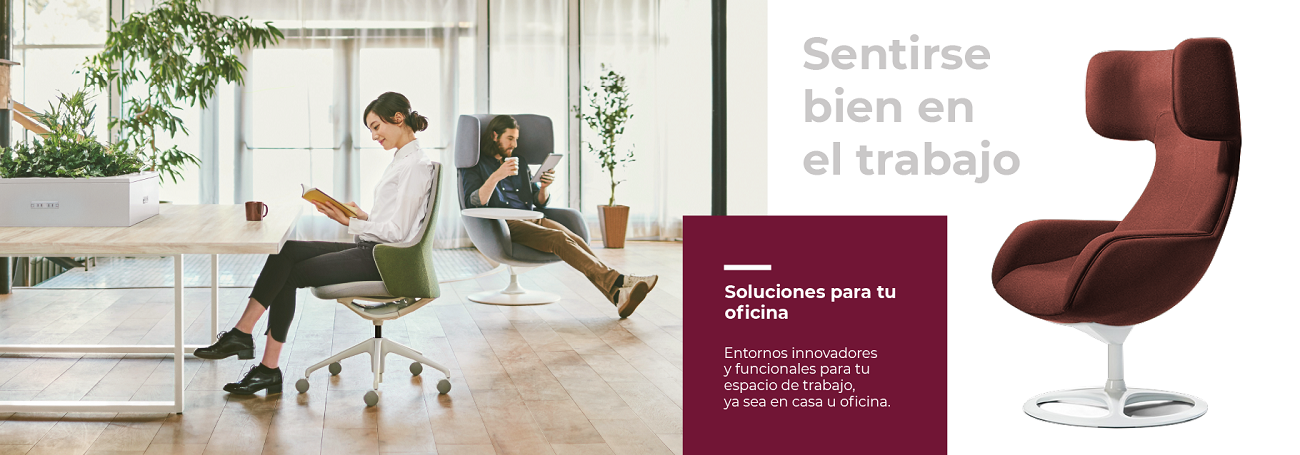 Sentirse
bien en
el trabajo
Soluciones para tu
oficina
Entornos innovadores
y funcionales para tu
espacio de trabajo,
ya sea en casa u oficina.